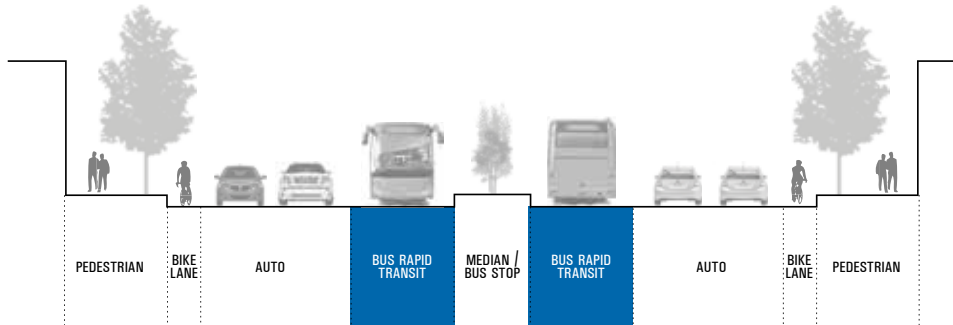 PEDESTRIAN
BIKE
LANE
AUTO
BUS RAPID
TRANSIT
MEDIAN /
BUS STOP
BUS RAPID
TRANSIT
AUTO
BIKE
LANE
PEDESTRIAN